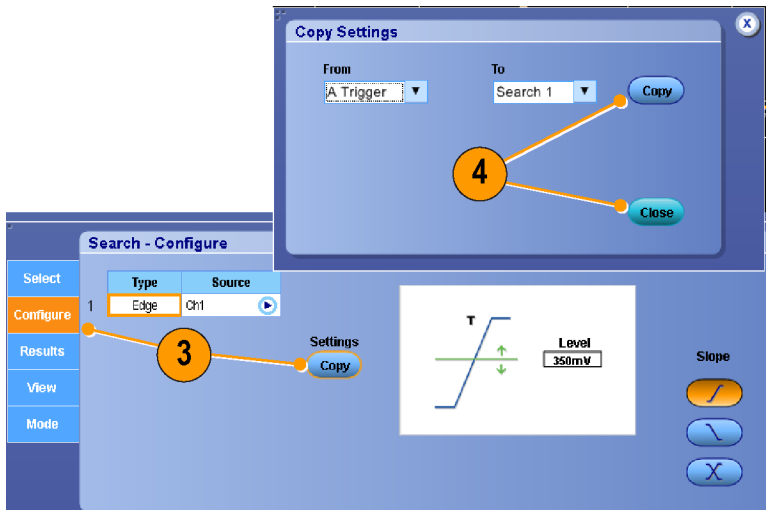 Copy Settings
X
From
To
A Trigger
Search 1
Copy
4
Close
Search - Configure
Select
Configure
Results
View
Mode
Type
Source
1
Edge
Ch1
3
Settings
Copy
T
Level
350mV
Slope